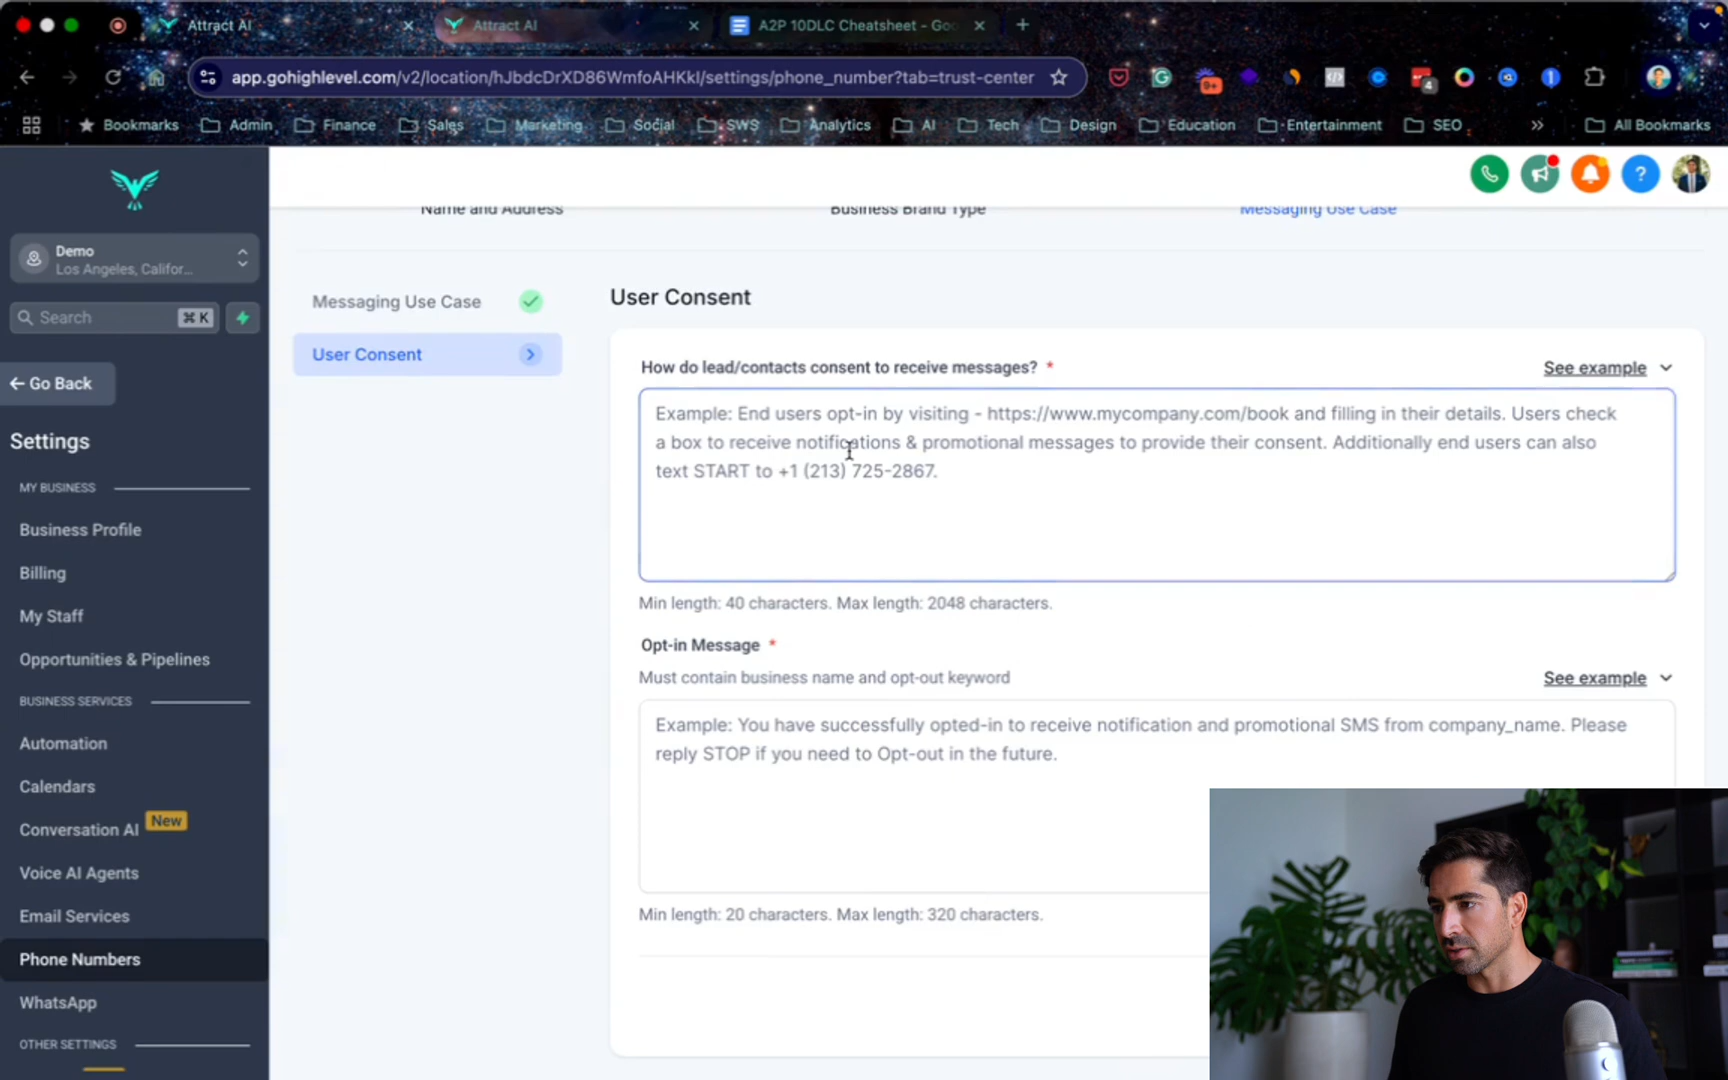 Attract AI
Attract AI
A2P 10DLC Cheatsheet - Goo
app.gohighlevel.com/v2/location/hJbdcDrXD86WmfoAHKkI/settings/phone_number?tab=trust-center
9+
4
Bookmarks
Admin
Finance
Sales
Marketing
Social
SWS
Analytics
AI
Tech
Design
Education
Entertainment
SEO
All Bookmarks
Demo
Los Angeles, Califor...
Search
⌘ K
Go Back
Settings
MY BUSINESS
Business Profile
Billing
My Staff
Opportunities & Pipelines
BUSINESS SERVICES
Automation
Calendars
Conversation AI
New
Voice AI Agents
Email Services
Phone Numbers
WhatsApp
OTHER SETTINGS
Name and Address
Business Brand Type
Messaging Use Case
Messaging Use Case
User Consent
User Consent
How do lead/contacts consent to receive messages? *
See example
Example: End users opt-in by visiting - https://www.mycompany.com/book and filling in their details. Users check
a box to receive notifications & promotional messages to provide their consent. Additionally end users can also
text START to +1 (213) 725-2867.
Min length: 40 characters. Max length: 2048 characters.
Opt-in Message *
Must contain business name and opt-out keyword
See example
Example: You have successfully opted-in to receive notification and promotional SMS from company_name. Please
reply STOP if you need to Opt-out in the future.
Min length: 20 characters. Max length: 320 characters.